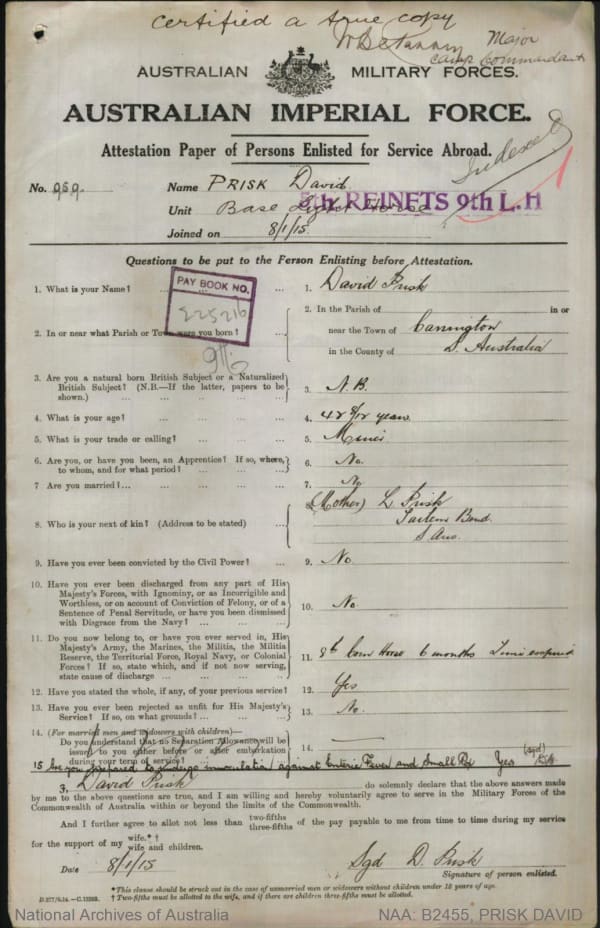 Certified a true copy
Major
Camp Commandant
AUSTRALIAN MILITARY FORCES.
AUSTRALIAN IMPERIAL FORCE.
Attestation Paper of Persons Enlisted for Service Abroad.
Indexed
No. 959. Name PRISK David
Unit Base Light Horse
5th REINFTS 9th L.H
Joined on 8/1/15.
Questions to be put to the Person Enlisting before Attestation.
PAY BOOK NO.
225216
1. What is your Name? ... ... 1. David Prisk
2. In or near what Parish or Town were you born? 2. In the Parish of in or
near the Town of Carrington
in the County of S. Australia
3. Are you a natural born British Subject or a Naturalized
British Subject? (N.B.—If the latter, papers to be
shown.) ... ... 3. N.B.
4. What is your age? ... ... 4. 42 8/12 years
5. What is your trade or calling? ... 5. Miner
6. Are you, or have you been, an Apprentice? If so, where,
to whom, and for what period? ... ... 6. No.
7 Are you married?... ... ... 7. No
8. Who is your next of kin? (Address to be stated) ... 8. (Mother) L Prisk
Tailem Bend.
S Aus.
9. Have you ever been convicted by the Civil Power? ... 9. No.
10. Have you ever been discharged from any part of His
Majesty's Forces, with Ignominy, or as Incorrigible and
Worthless, or on account of Conviction of Felony, or of a
Sentence of Penal Servitude, or have you been dismissed
with Disgrace from the Navy? ... ... 10. No
11. Do you now belong to, or have you ever served in, His
Majesty's Army, the Marines, the Militia, the Militia
Reserve, the Territorial Force, Royal Navy, or Colonial
Forces? If so, state which, and if not now serving,
state cause of discharge ... ... 11. 8th Horse 6 months Time expired
12. Have you stated the whole, if any, of your previous service? 12. Yes
13. Have you ever been rejected as unfit for His Majesty's
Service? If so, on what grounds? ... ... 13. No.
14. (For married men and widowers with children)—
Do you understand that no Separation Allowance will be
issued to you either before or after embarkation
during your term of service? 14.
15 Are you prepared to undergo inoculation against Enteric Fever and Small Pox Yes (sgd)
I, David Prisk do solemnly declare that the above answers made
by me to the above questions are true, and I am willing and hereby voluntarily agree to serve in the Military Forces of the
Commonwealth of Australia within or beyond the limits of the Commonwealth.
And I further agree to allot not less than two-fifths three-fifths of the pay payable to me from time to time during my service
for the support of my wife.*† wife and children.
Date 8/1/15 Sgd D. Prisk
Signature of person enlisted.
*This clause should be struck out in the case of unmarried men or widowers without children under 18 years of age.
† Two-fifths must be allotted to the wife, and if there are children three-fifths must be allotted.
National Archives of Australia NAA: B2455, PRISK DAVID